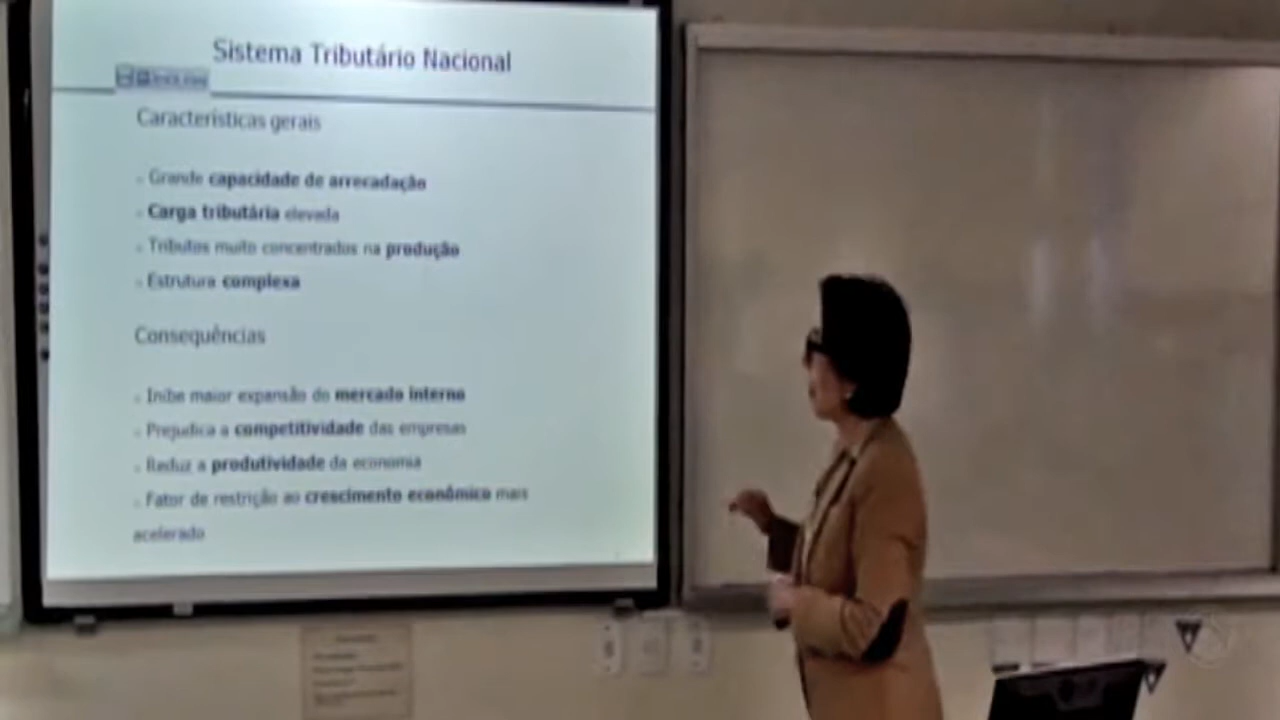 Sistema Tributário Nacional
Características gerais
Grande capacidade de arrecadação
Carga tributária elevada
Tributos muito concentrados na produção
Estrutura complexa
Consequências
Inibe maior expansão do mercado interno
Prejudica a competitividade das empresas
Reduz a produtividade da economia
Fator de restrição ao crescimento econômico mais
acelerado